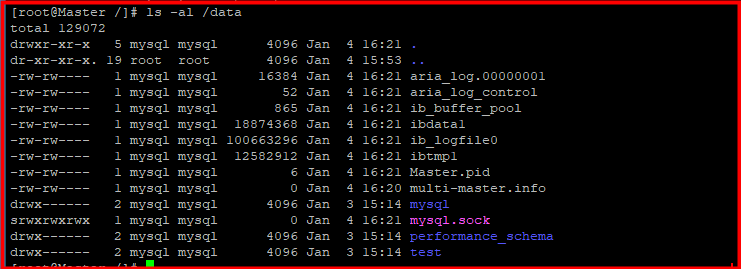 [root@Master /]# ls -al /data
total 129072
drwxr-xr-x   5 mysql mysql      4096 Jan  4 16:21 .
dr-xr-xr-x. 19 root  root       4096 Jan  4 15:53 ..
-rw-rw----   1 mysql mysql     16384 Jan  4 16:21 aria_log.00000001
-rw-rw----   1 mysql mysql        52 Jan  4 16:21 aria_log_control
-rw-rw----   1 mysql mysql       865 Jan  4 16:21 ib_buffer_pool
-rw-rw----   1 mysql mysql  18874368 Jan  4 16:21 ibdata1
-rw-rw----   1 mysql mysql 100663296 Jan  4 16:21 ib_logfile0
-rw-rw----   1 mysql mysql  12582912 Jan  4 16:21 ibtmp1
-rw-rw----   1 mysql mysql         6 Jan  4 16:21 Master.pid
-rw-rw----   1 mysql mysql         0 Jan  4 16:20 multi-master.info
drwx------   2 mysql mysql      4096 Jan  3 15:14 mysql
srwxrwxrwx   1 mysql mysql         0 Jan  4 16:21 mysql.sock
drwx------   2 mysql mysql      4096 Jan  3 15:14 performance_schema
drwx------   2 mysql mysql      4096 Jan  3 15:14 test
[root@Master /]#